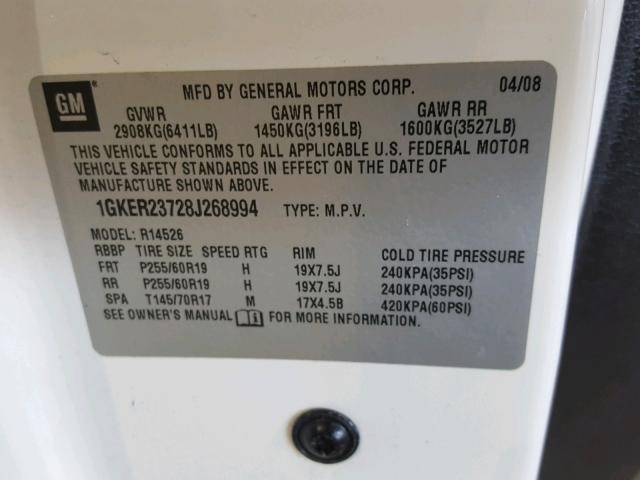 GM
MFD BY GENERAL MOTORS CORP. 04/08
GVWR GAWR FRT GAWR RR
2908KG(6411LB) 1450KG(3196LB) 1600KG(3527LB)
THIS VEHICLE CONFORMS TO ALL APPLICABLE U.S. FEDERAL MOTOR
VEHICLE SAFETY STANDARDS IN EFFECT ON THE DATE OF
MANUFACTURE SHOWN ABOVE.
1GKER23728J268994 TYPE: M.P.V.
MODEL: R14526
RBBP TIRE SIZE SPEED RTG RIM COLD TIRE PRESSURE
FRT P255/60R19 H 19X7.5J 240KPA(35PSI)
RR P255/60R19 H 19X7.5J 240KPA(35PSI)
SPA T145/70R17 M 17X4.5B 420KPA(60PSI)
SEE OWNER'S MANUAL FOR MORE INFORMATION.